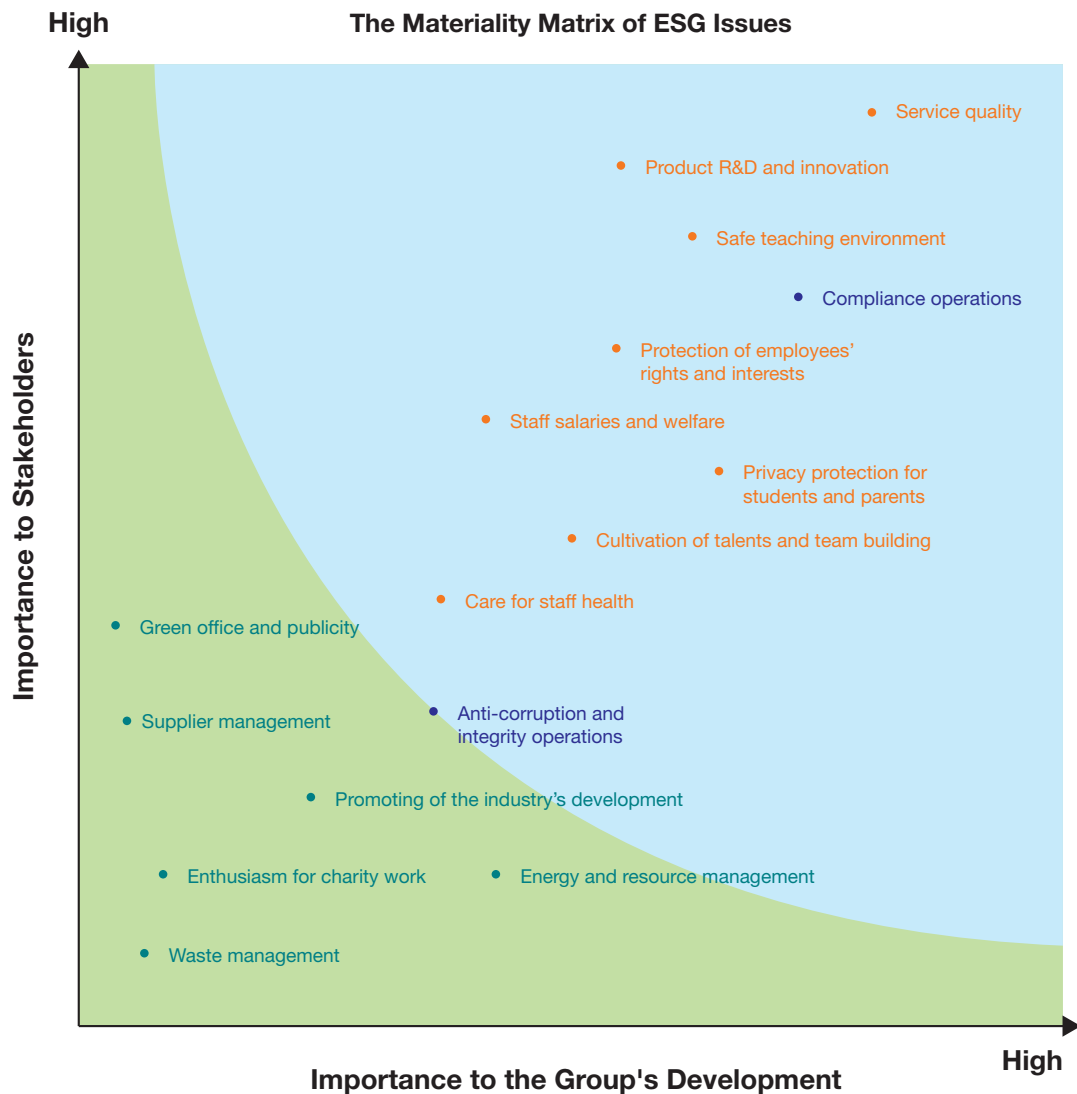 High
The Materiality Matrix of ESG Issues
Service quality
Product R&D and innovation
Safe teaching environment
Compliance operations
Protection of employees’
rights and interests
Staff salaries and welfare
Privacy protection for
students and parents
Cultivation of talents and team building
Care for staff health
Green office and publicity
Anti-corruption and
integrity operations
Supplier management
Promoting of the industry’s development
Enthusiasm for charity work
Energy and resource management
Waste management
Importance to Stakeholders
High
Importance to the Group's Development